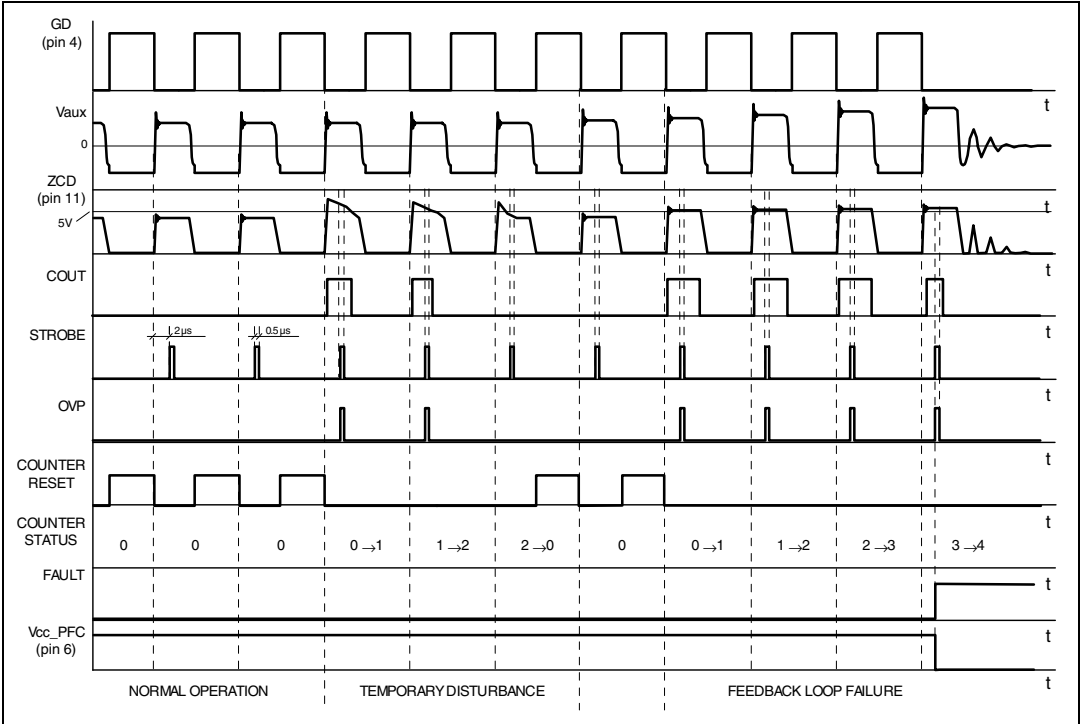 GD
(pin 4)
t
Vaux
0
t
ZCD
(pin 11)
5V
t
COUT
t
2 µs
0.5 µs
STROBE
t
OVP
t
COUNTER
RESET
t
COUNTER
STATUS
0 0 0 0→1 1→2 2→0 0 0→1 1→2 2→3 3→4
FAULT
t
Vcc_PFC
(pin 6)
t
t
NORMAL OPERATION TEMPORARY DISTURBANCE FEEDBACK LOOP FAILURE